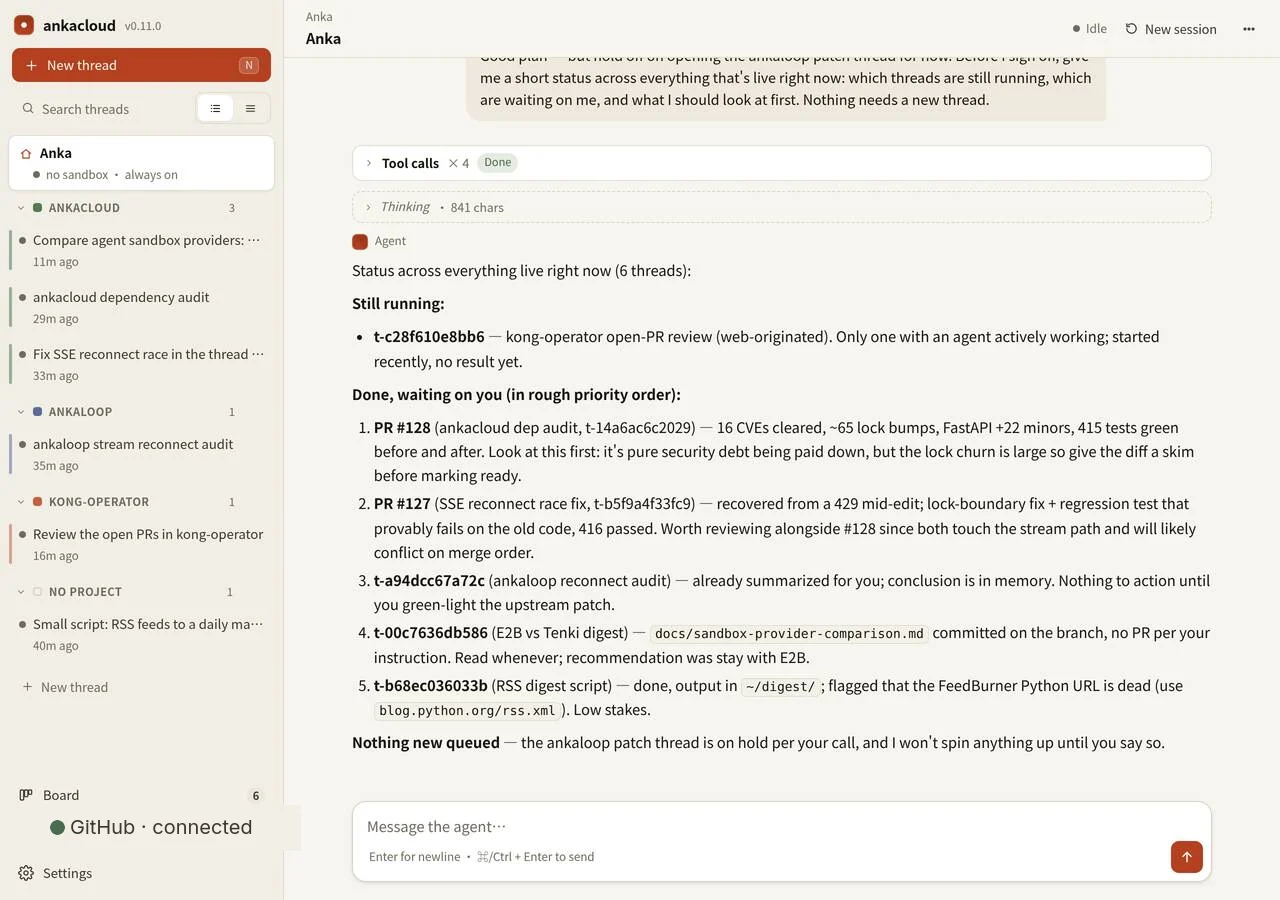 ankacloud v0.11.0
New thread N
Search threads
Anka
no sandbox • always on
ANKACLOUD 3
Compare agent sandbox providers: ···
11m ago
ankacloud dependency audit
29m ago
Fix SSE reconnect race in the thread ···
33m ago
ANKALOOP 1
ankaloop stream reconnect audit
35m ago
KONG-OPERATOR 1
Review the open PRs in kong-operator
16m ago
NO PROJECT 1
Small script: RSS feeds to a daily ma···
40m ago
+ New thread
Board 6
GitHub · connected
Settings
Anka
Anka
Idle
New session
···
Good plan — but hold off on opening the ankaloop patch thread for now. Before I sign on, give
me a short status across everything that's live right now: which threads are still running, which
are waiting on me, and what I should look at first. Nothing needs a new thread.
Tool calls × 4 Done
Thinking • 841 chars
Agent
Status across everything live right now (6 threads):
Still running:
• t-c28f610e8bb6 — kong-operator open-PR review (web-originated). Only one with an agent actively working; started
recently, no result yet.
Done, waiting on you (in rough priority order):
1. PR #128 (ankacloud dep audit, t-14a6ac6c2029) — 16 CVEs cleared, ~65 lock bumps, FastAPI +22 minors, 415 tests green
before and after. Look at this first: it's pure security debt being paid down, but the lock churn is large so give the diff a skim
before marking ready.
2. PR #127 (SSE reconnect race fix, t-b5f9a4f33fc9) — recovered from a 429 mid-edit; lock-boundary fix + regression test that
provably fails on the old code, 416 passed. Worth reviewing alongside #128 since both touch the stream path and will likely
conflict on merge order.
3. t-a94dcc67a72c (ankaloop reconnect audit) — already summarized for you; conclusion is in memory. Nothing to action until
you green-light the upstream patch.
4. t-00c7636db586 (E2B vs Tenki digest) — docs/sandbox-provider-comparison.md committed on the branch, no PR per your
instruction. Read whenever; recommendation was stay with E2B.
5. t-b68ec036033b (RSS digest script) — done, output in ~/digest/ ; flagged that the FeedBurner Python URL is dead (use
blog.python.org/rss.xml ). Low stakes.
Nothing new queued — the ankaloop patch thread is on hold per your call, and I won't spin anything up until you say so.
Message the agent···
Enter for newline • ⌘/Ctrl + Enter to send